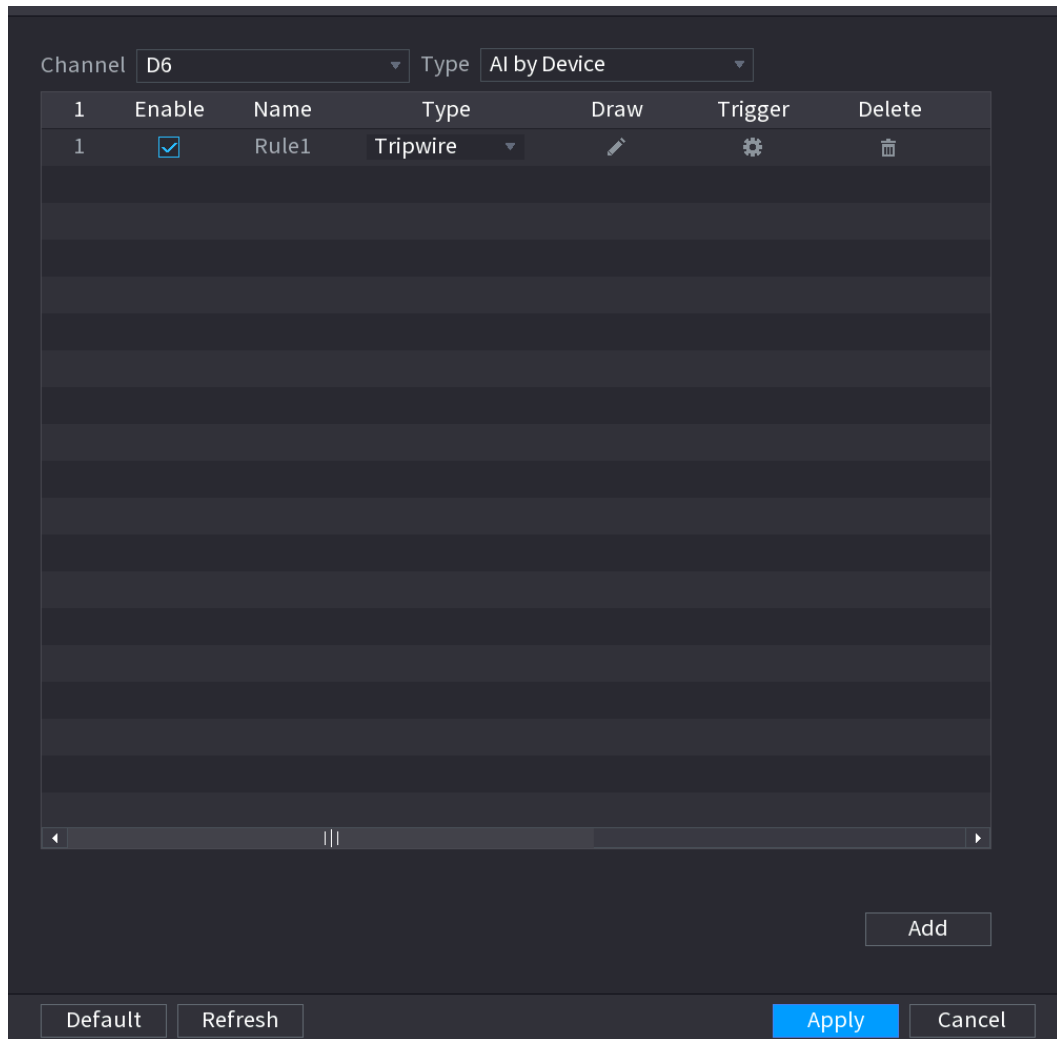 Channel D6 Type AI by Device
1 Enable Name Type Draw Trigger Delete
1 Rule1 Tripwire
Add
Default Refresh Apply Cancel